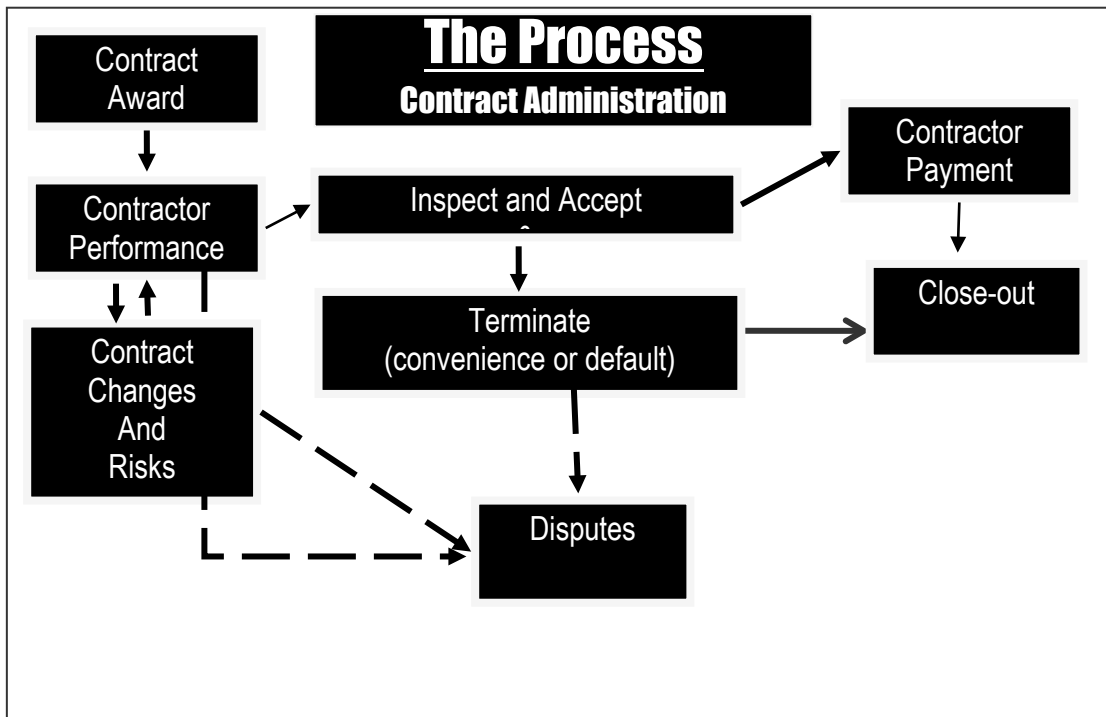 The Process
Contract Administration
Contract
Award
Contractor
Performance
Contract
Changes
And
Risks
Inspect and Accept
Terminate
(convenience or default)
Disputes
Contractor
Payment
Close-out